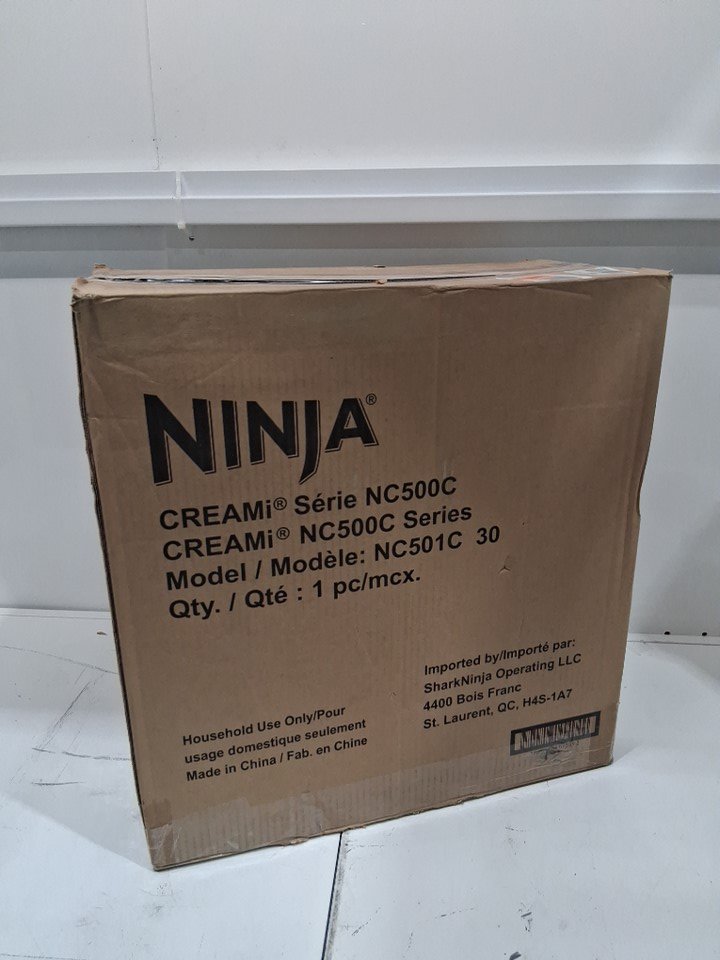 NINJA®
CREAMi® Série NC500C
CREAMi® NC500C Series
Model / Modèle: NC501C 30
Qty. / Qté : 1 pc/mcx.
Imported by/Importé par:
SharkNinja Operating LLC
4400 Bois Franc
St. Laurent, QC, H4S-1A7
Household Use Only/Pour
usage domestique seulement
Made in China / Fab. en Chine